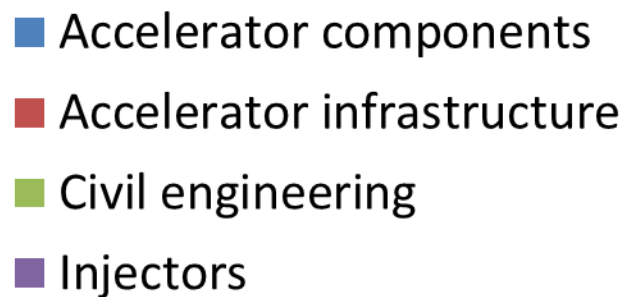 Accelerator components
Accelerator infrastructure
Civil engineering
Injectors